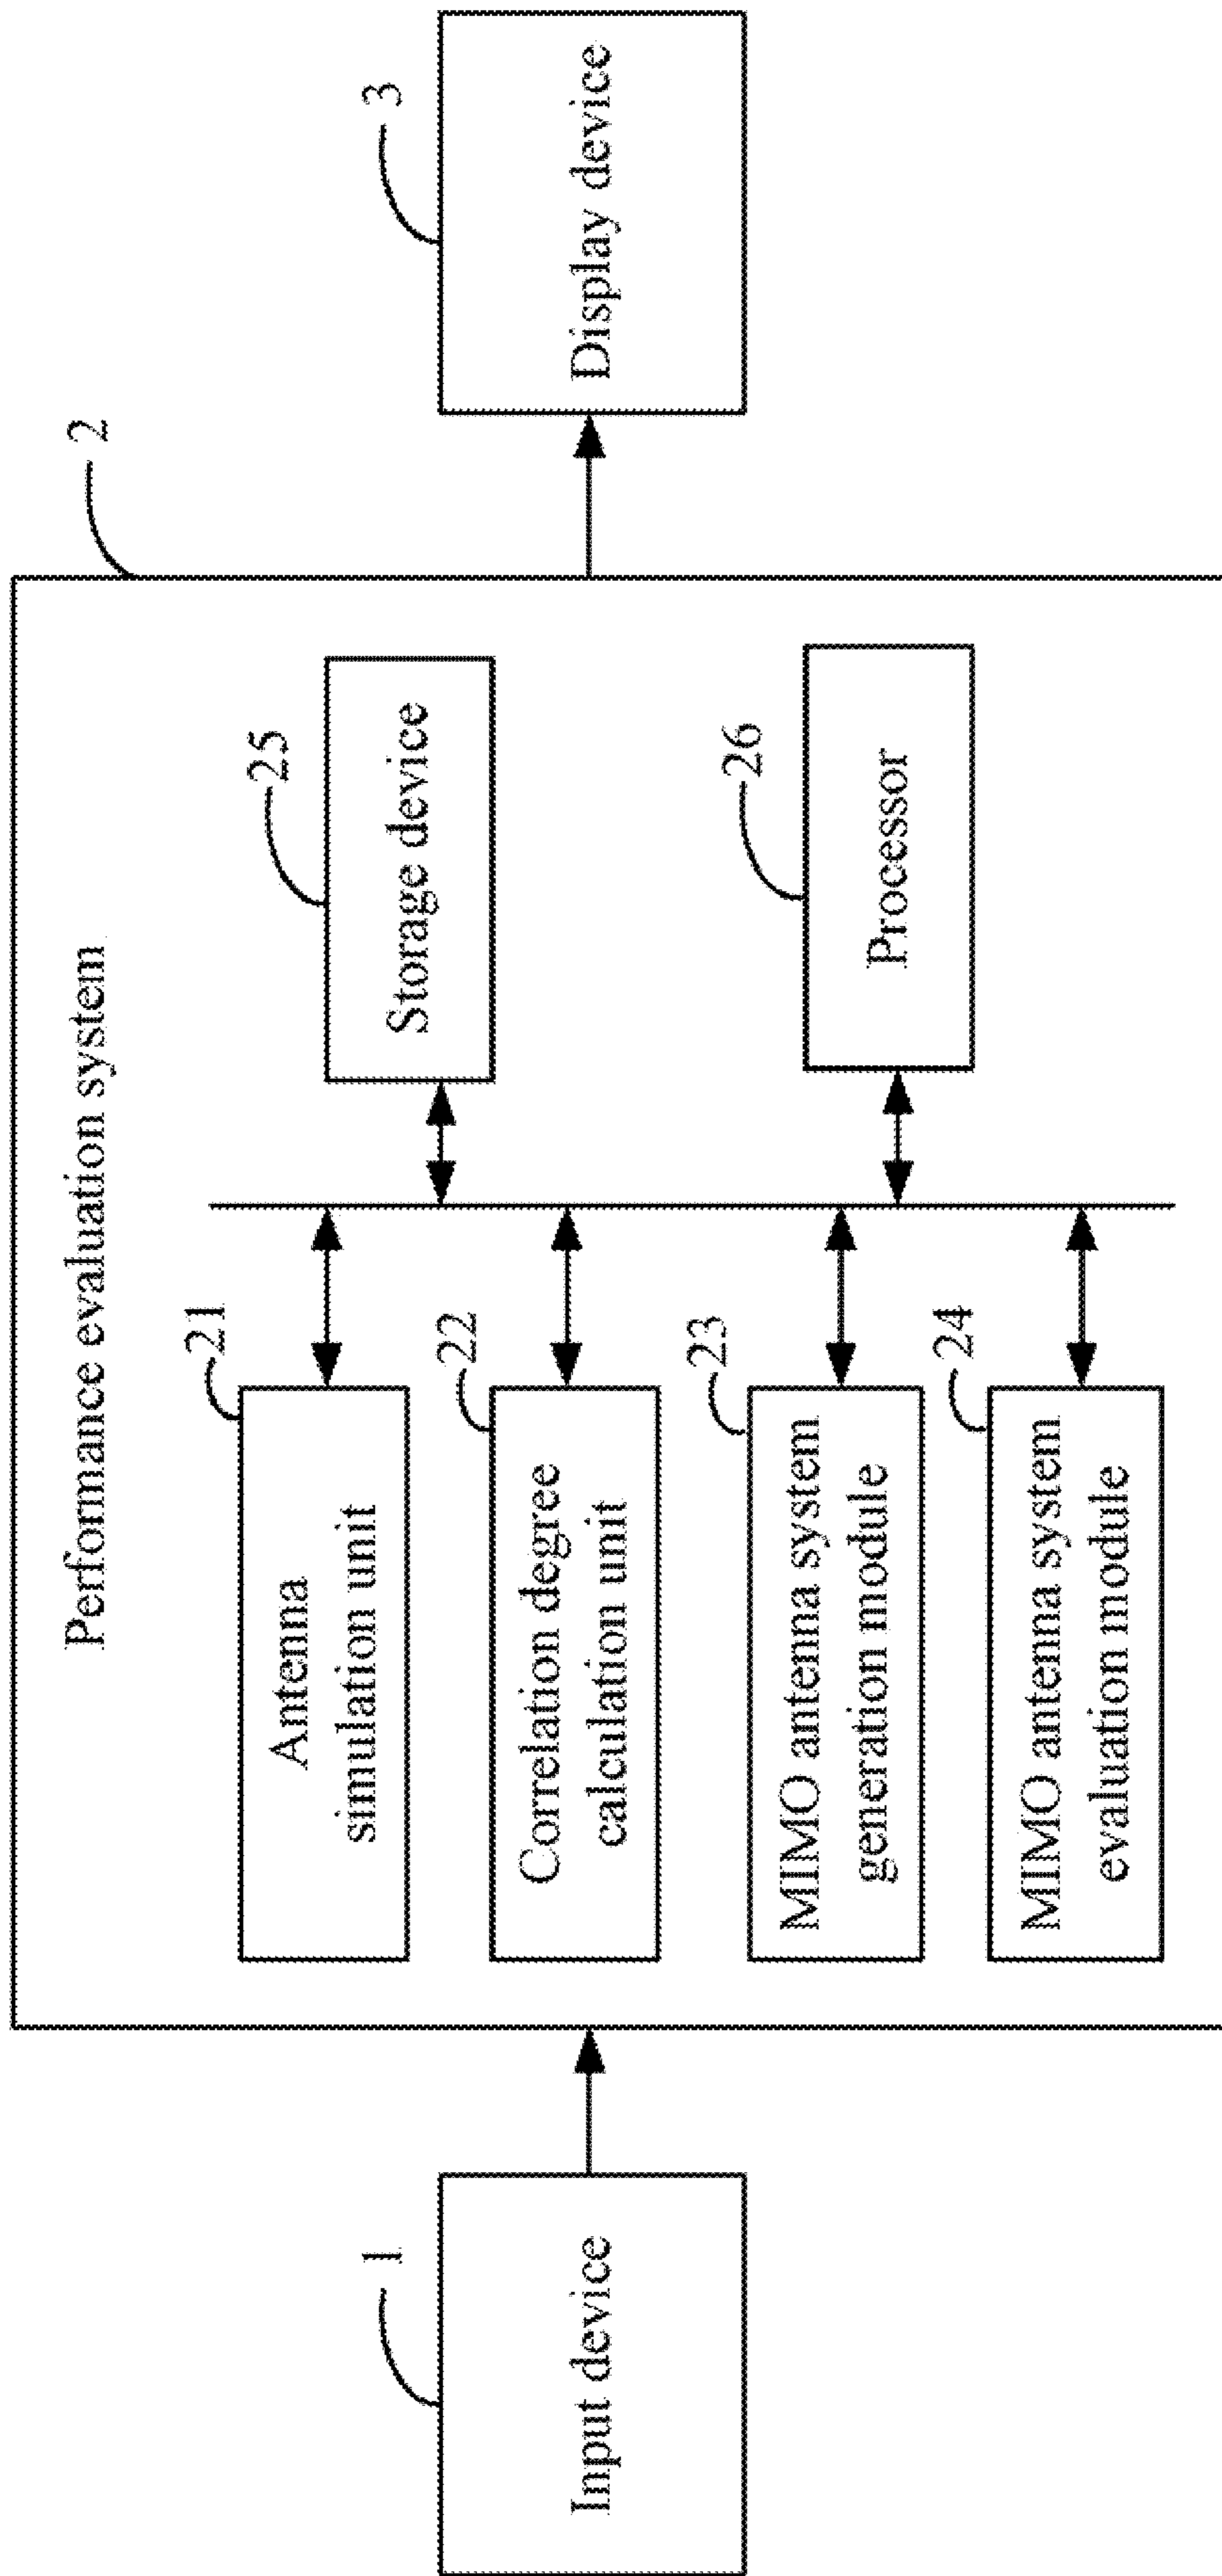 1
Input device
2
Performance evaluation system
21
Antenna
simulation unit
22
Correlation degree
calculation unit
23
MIMO antenna system
generation module
24
MIMO antenna system
evaluation module
25
Storage device
26
Processor
3
Display device